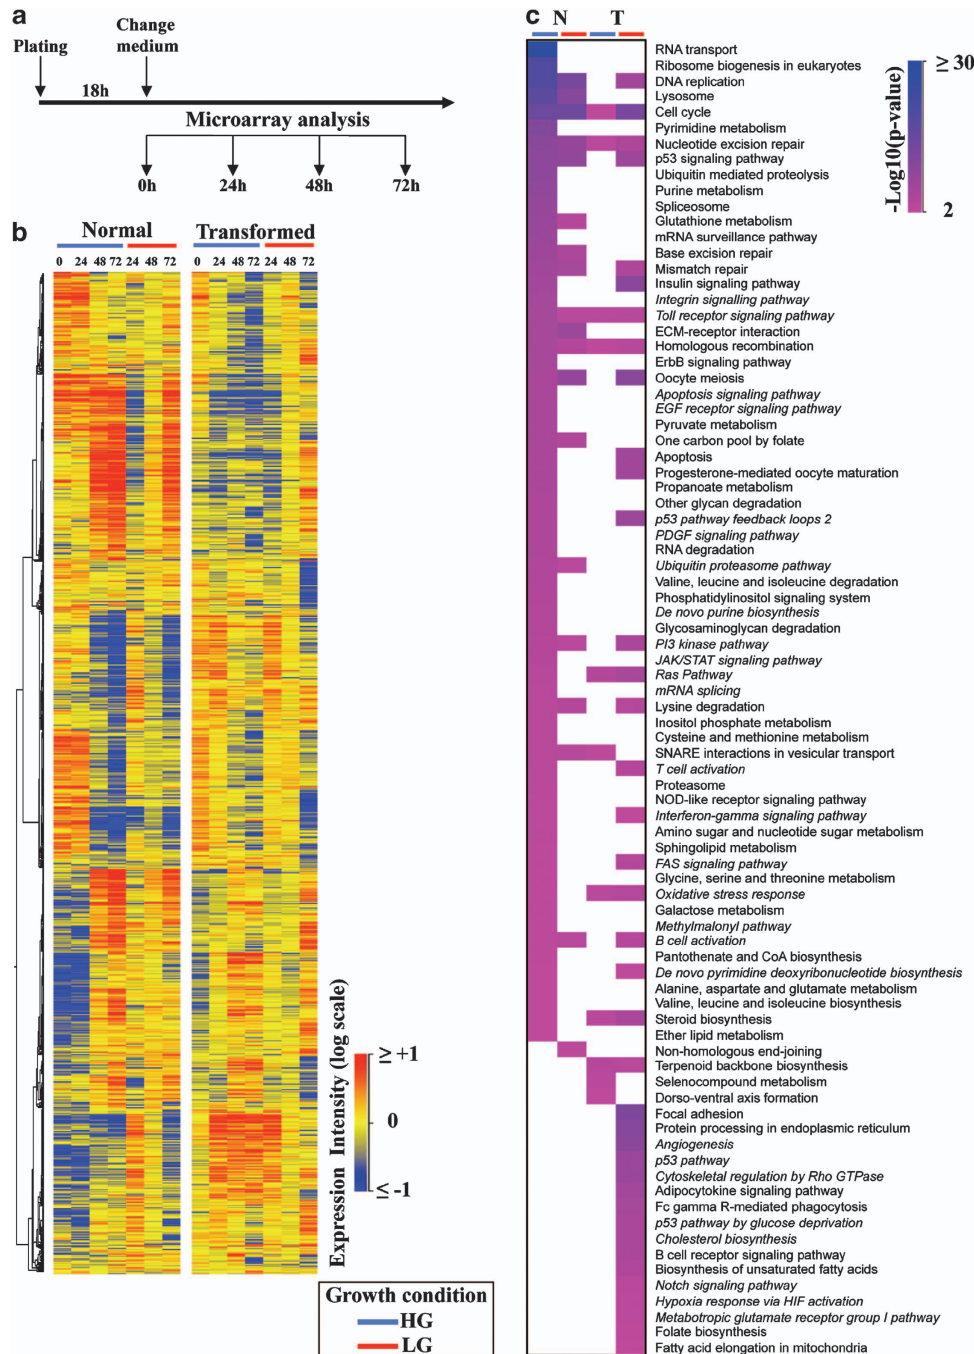 a
Plating
Change
medium
18h
Microarray analysis
0h 24h 48h 72h
b
Normal Transformed
0 24 48 72 24 48 72 0 24 48 72 24 48 72
Expression Intensity (log scale)
≥ +1
0
≤ -1
Growth condition
HG
LG
c
N T
RNA transport
Ribosome biogenesis in eukaryotes
DNA replication
Lysosome
Cell cycle
Pyrimidine metabolism
Nucleotide excision repair
p53 signaling pathway
Ubiquitin mediated proteolysis
Purine metabolism
Spliceosome
Glutathione metabolism
mRNA surveillance pathway
Base excision repair
Mismatch repair
Insulin signaling pathway
Integrin signalling pathway
Toll receptor signaling pathway
ECM-receptor interaction
Homologous recombination
ErbB signaling pathway
Oocyte meiosis
Apoptosis signaling pathway
EGF receptor signaling pathway
Pyruvate metabolism
One carbon pool by folate
Apoptosis
Progesterone-mediated oocyte maturation
Propanoate metabolism
Other glycan degradation
p53 pathway feedback loops 2
PDGF signaling pathway
RNA degradation
Ubiquitin proteasome pathway
Valine, leucine and isoleucine degradation
Phosphatidylinositol signaling system
De novo purine biosynthesis
Glycosaminoglycan degradation
PI3 kinase pathway
JAK/STAT signaling pathway
Ras Pathway
mRNA splicing
Lysine degradation
Inositol phosphate metabolism
Cysteine and methionine metabolism
SNARE interactions in vesicular transport
T cell activation
Proteasome
NOD-like receptor signaling pathway
Interferon-gamma signaling pathway
Amino sugar and nucleotide sugar metabolism
Sphingolipid metabolism
FAS signaling pathway
Glycine, serine and threonine metabolism
Oxidative stress response
Galactose metabolism
Methylmalonyl pathway
B cell activation
Pantothenate and CoA biosynthesis
De novo pyrimidine deoxyribonucleotide biosynthesis
Alanine, aspartate and glutamate metabolism
Valine, leucine and isoleucine biosynthesis
Steroid biosynthesis
Ether lipid metabolism
Non-homologous end-joining
Terpenoid backbone biosynthesis
Selenocompound metabolism
Dorso-ventral axis formation
Focal adhesion
Protein processing in endoplasmic reticulum
Angiogenesis
p53 pathway
Cytoskeletal regulation by Rho GTPase
Adipocytokine signaling pathway
Fc gamma R-mediated phagocytosis
p53 pathway by glucose deprivation
Cholesterol biosynthesis
B cell receptor signaling pathway
Biosynthesis of unsaturated fatty acids
Notch signaling pathway
Hypoxia response via HIF activation
Metabotropic glutamate receptor group I pathway
Folate biosynthesis
Fatty acid elongation in mitochondria
-Log10(p-value)
≥ 30
2